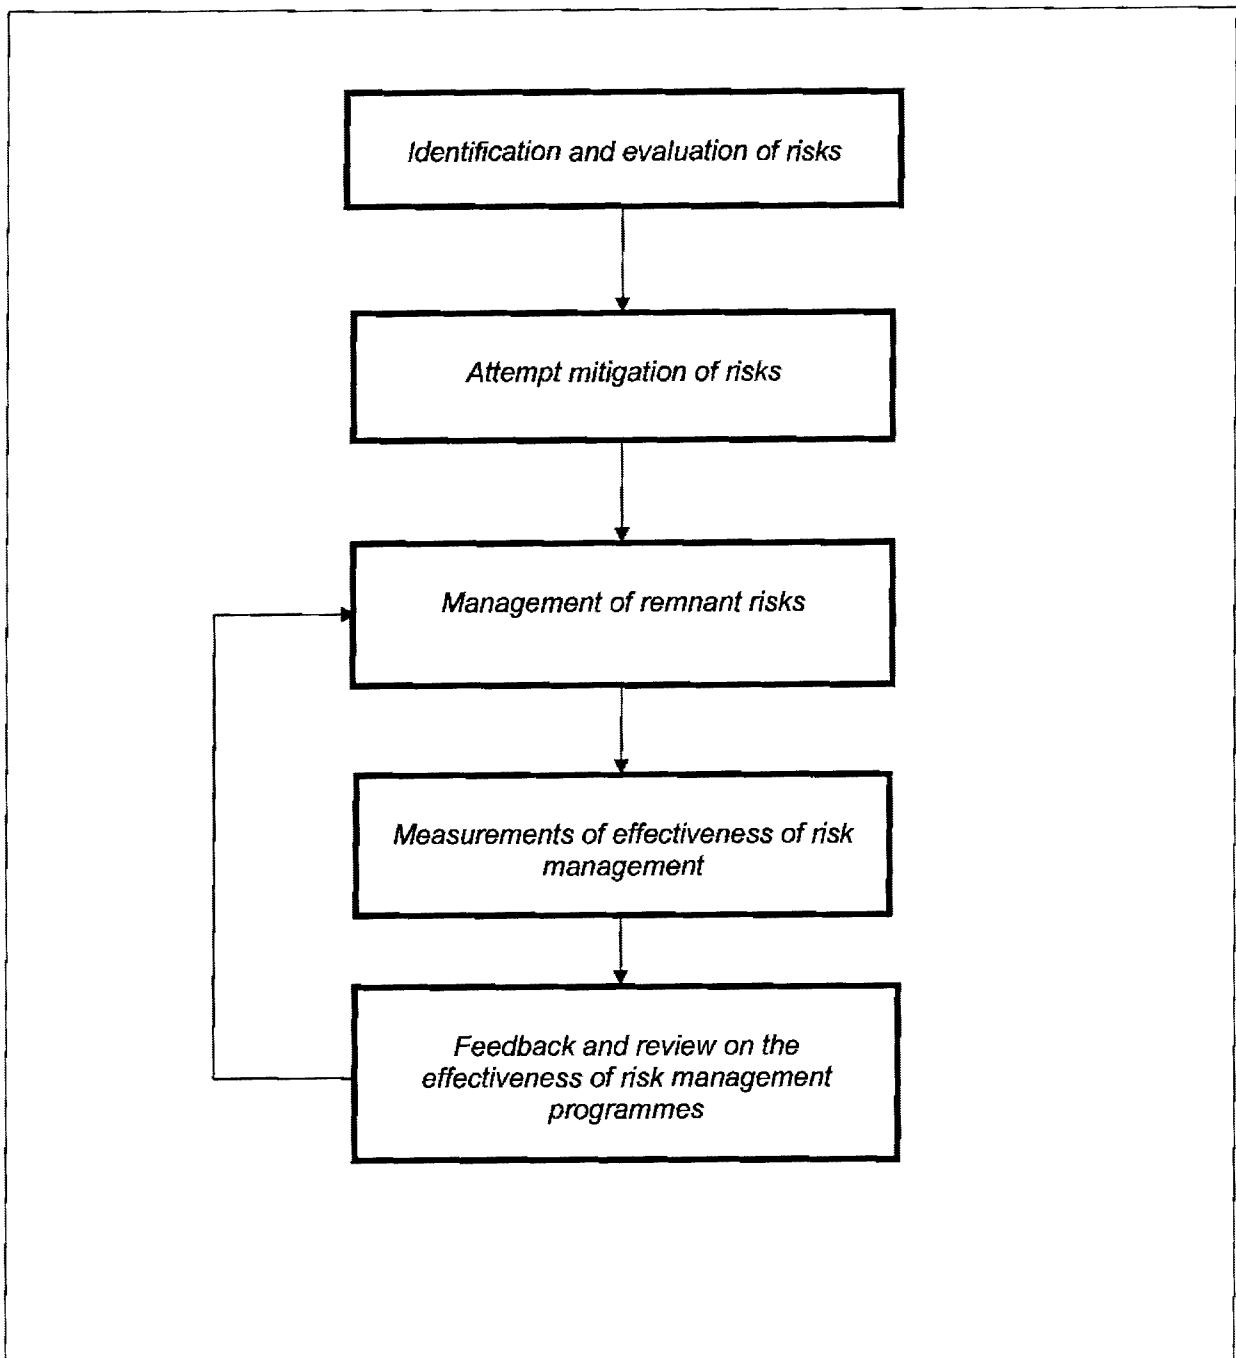 Identification and evaluation of risks
Attempt mitigation of risks
Management of remnant risks
Measurements of effectiveness of risk
management
Feedback and review on the
effectiveness of risk management
programmes